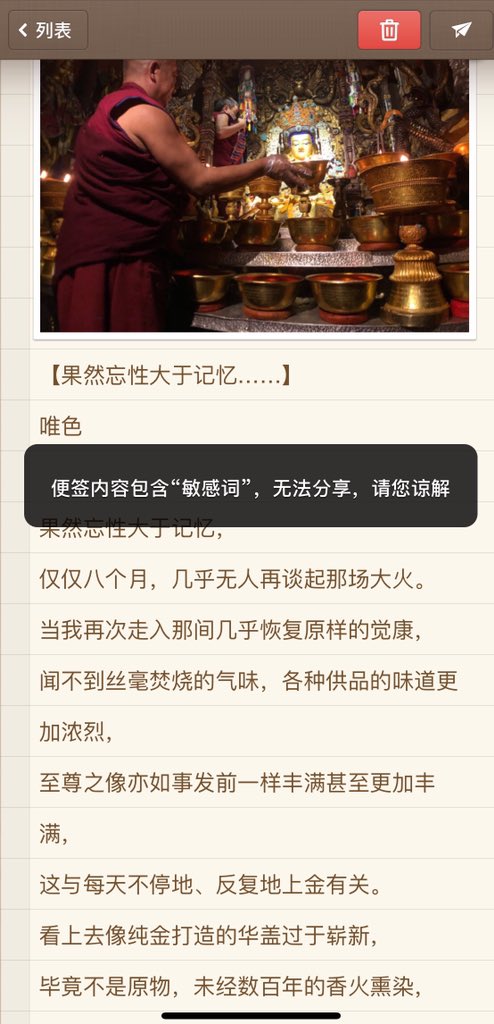 列表
【果然忘性大于记忆……】
唯色
便签内容包含“敏感词”，无法分享，请您谅解
果然忘性大于记忆，
仅仅八个月，几乎无人再谈起那场大火。
当我再次走入那间几乎恢复原样的觉康，
闻不到丝毫焚烧的气味，各种供品的味道更
加浓烈，
至尊之像亦如事发前一样丰满甚至更加丰
满，
这与每天不停地、反复地上金有关。
看上去像纯金打造的华盖过于崭新，
毕竟不是原物，未经数百年的香火熏染，